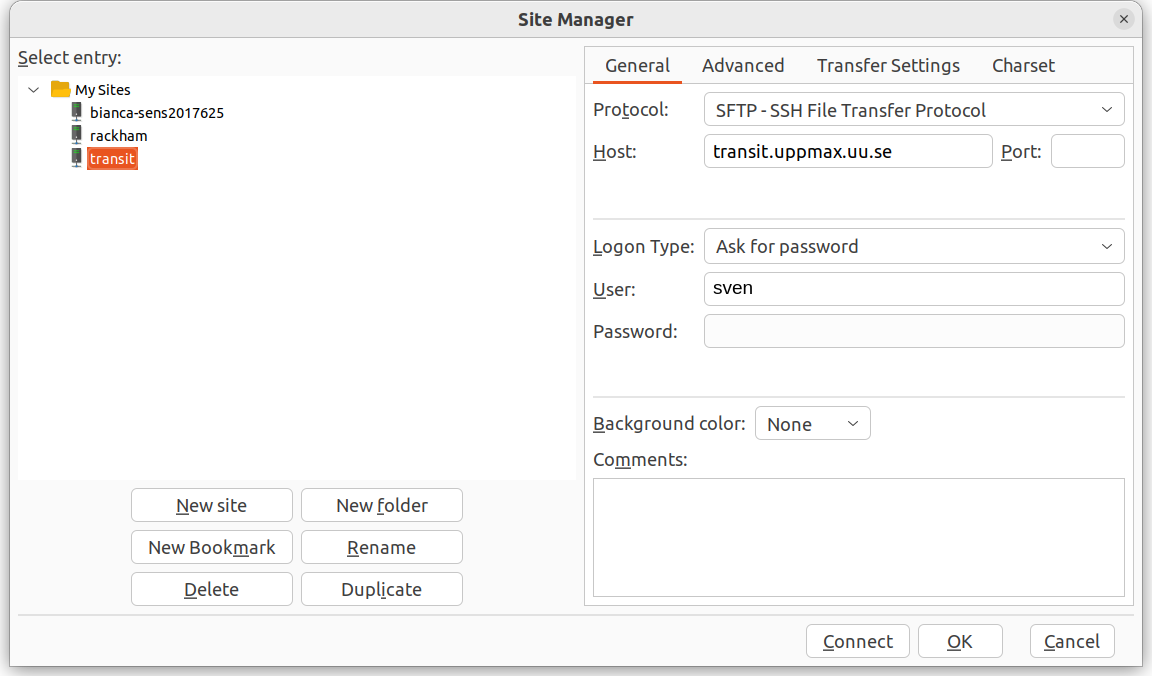 Site Manager
Select entry:
My Sites
bianca-sens2017625
rackham
transit
New site
New folder
New Bookmark
Rename
Delete
Duplicate
General Advanced Transfer Settings Charset
Protocol: SFTP - SSH File Transfer Protocol
Host: transit.uppmax.uu.se Port:
Logon Type: Ask for password
User: sven
Password:
Background color: None
Comments:
Connect OK Cancel